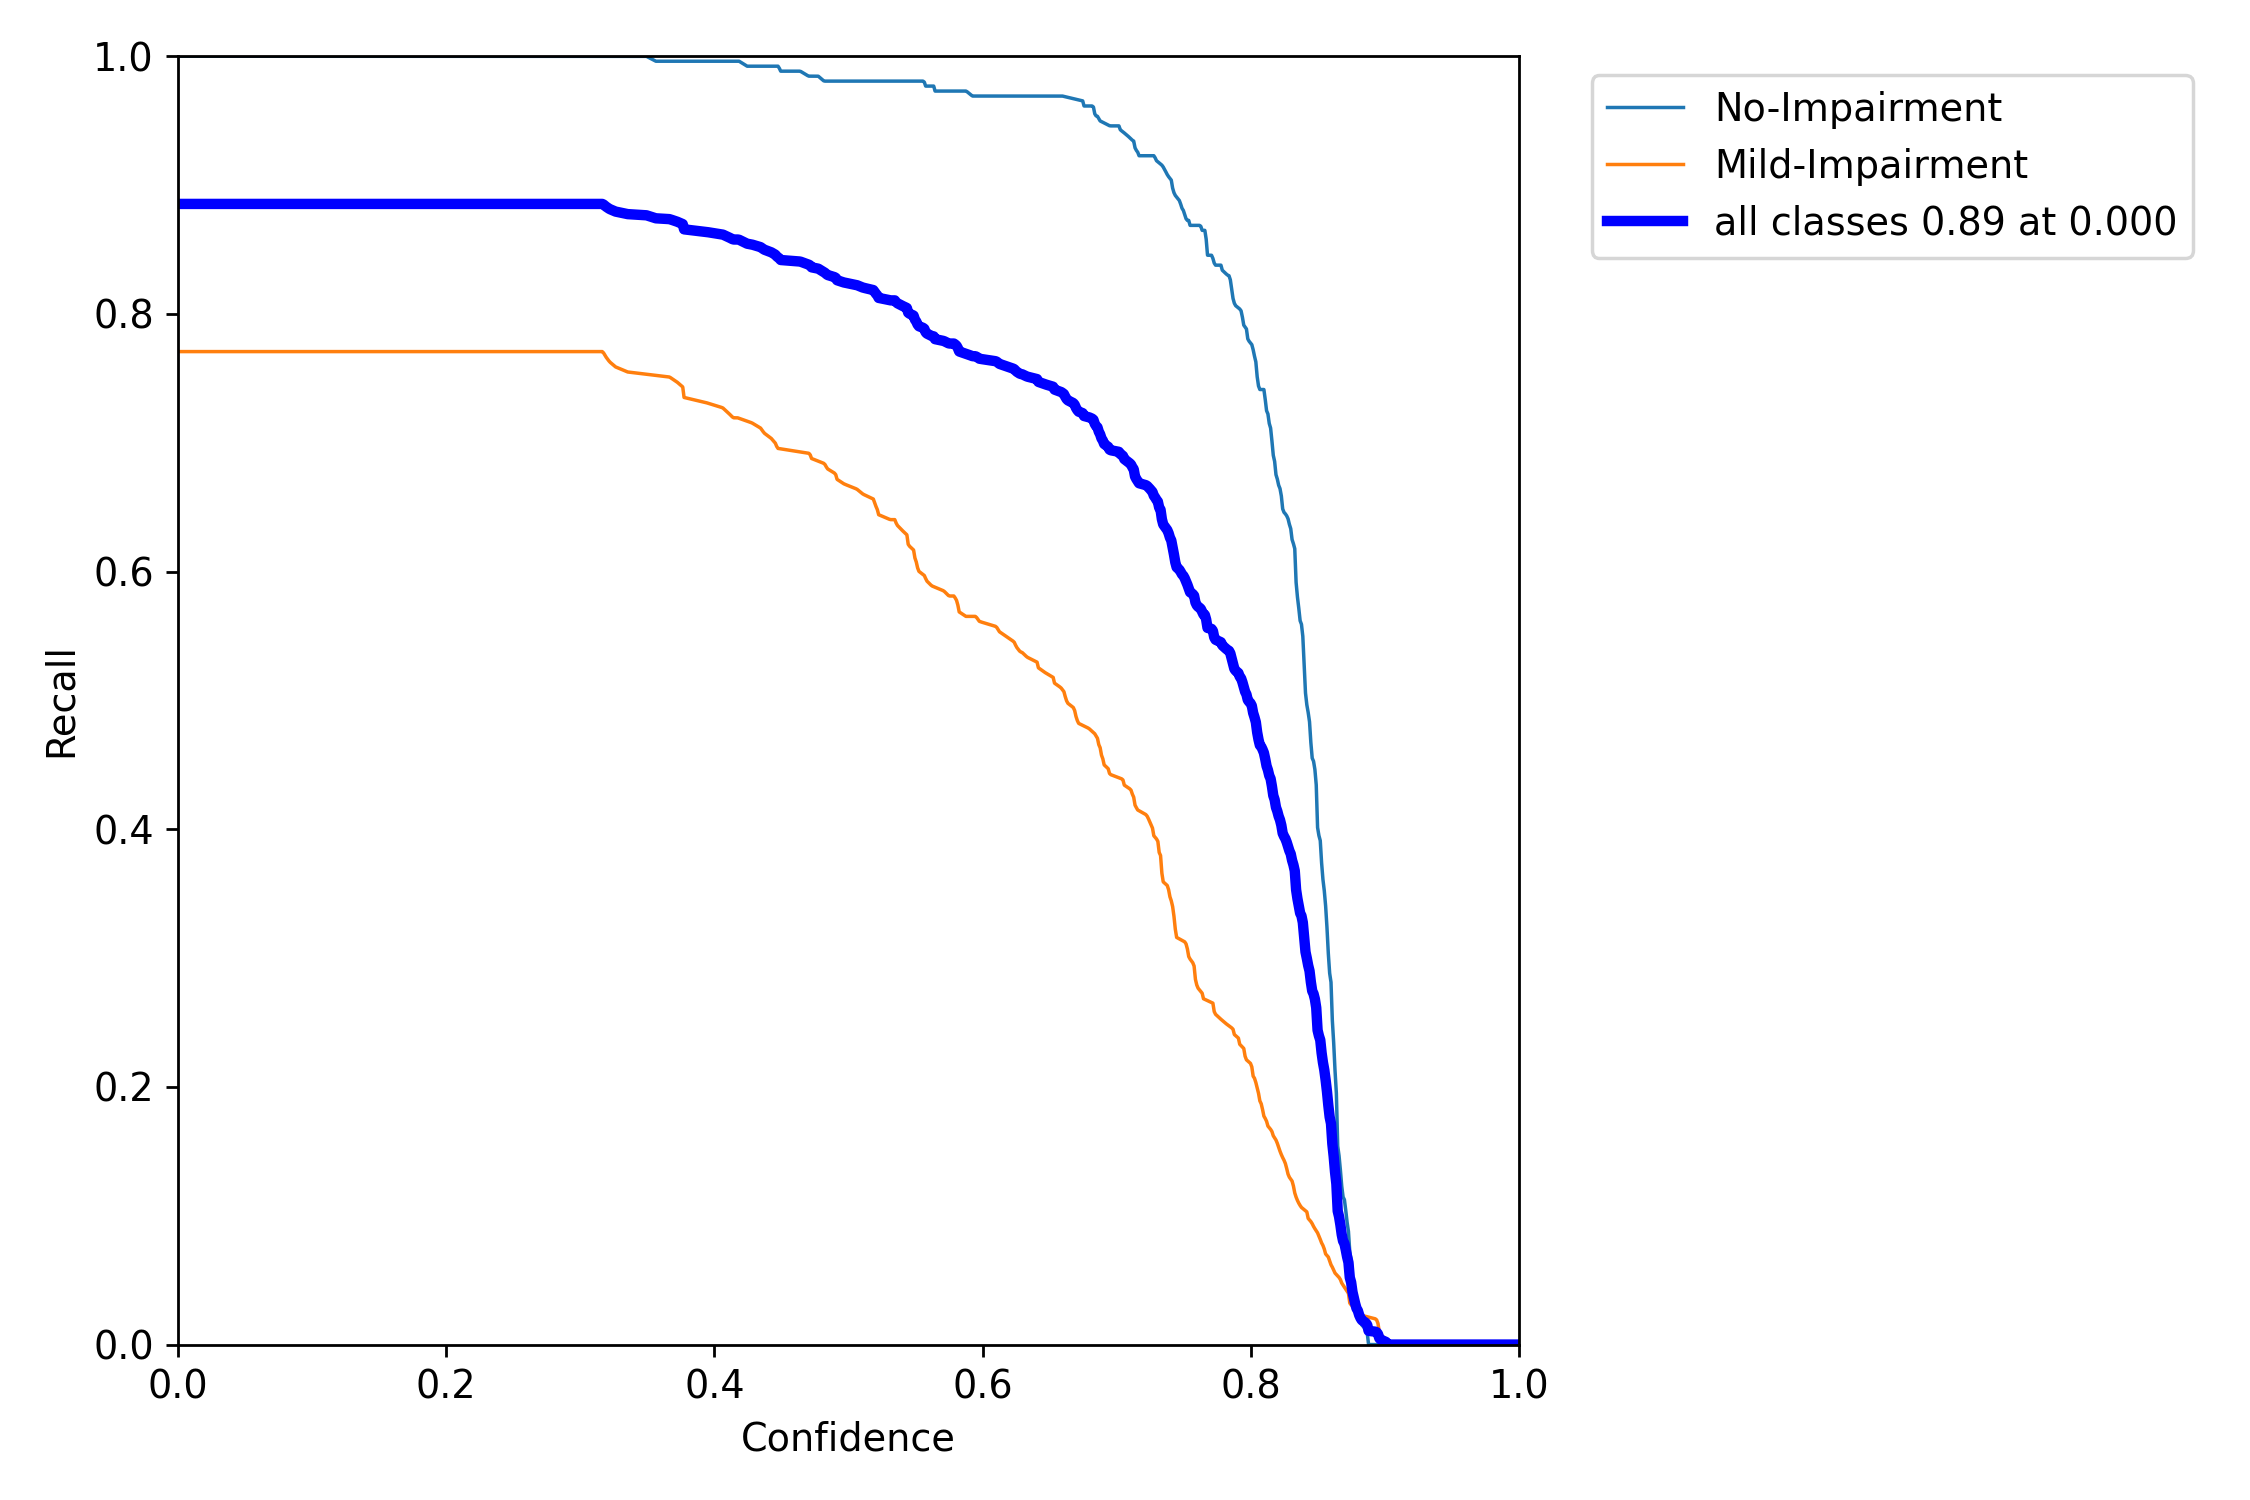 1.0
0.8
0.6
0.4
0.2
0.0
Recall
0.0 0.2 0.4 0.6 0.8 1.0
Confidence
No-Impairment
Mild-Impairment
all classes 0.89 at 0.000